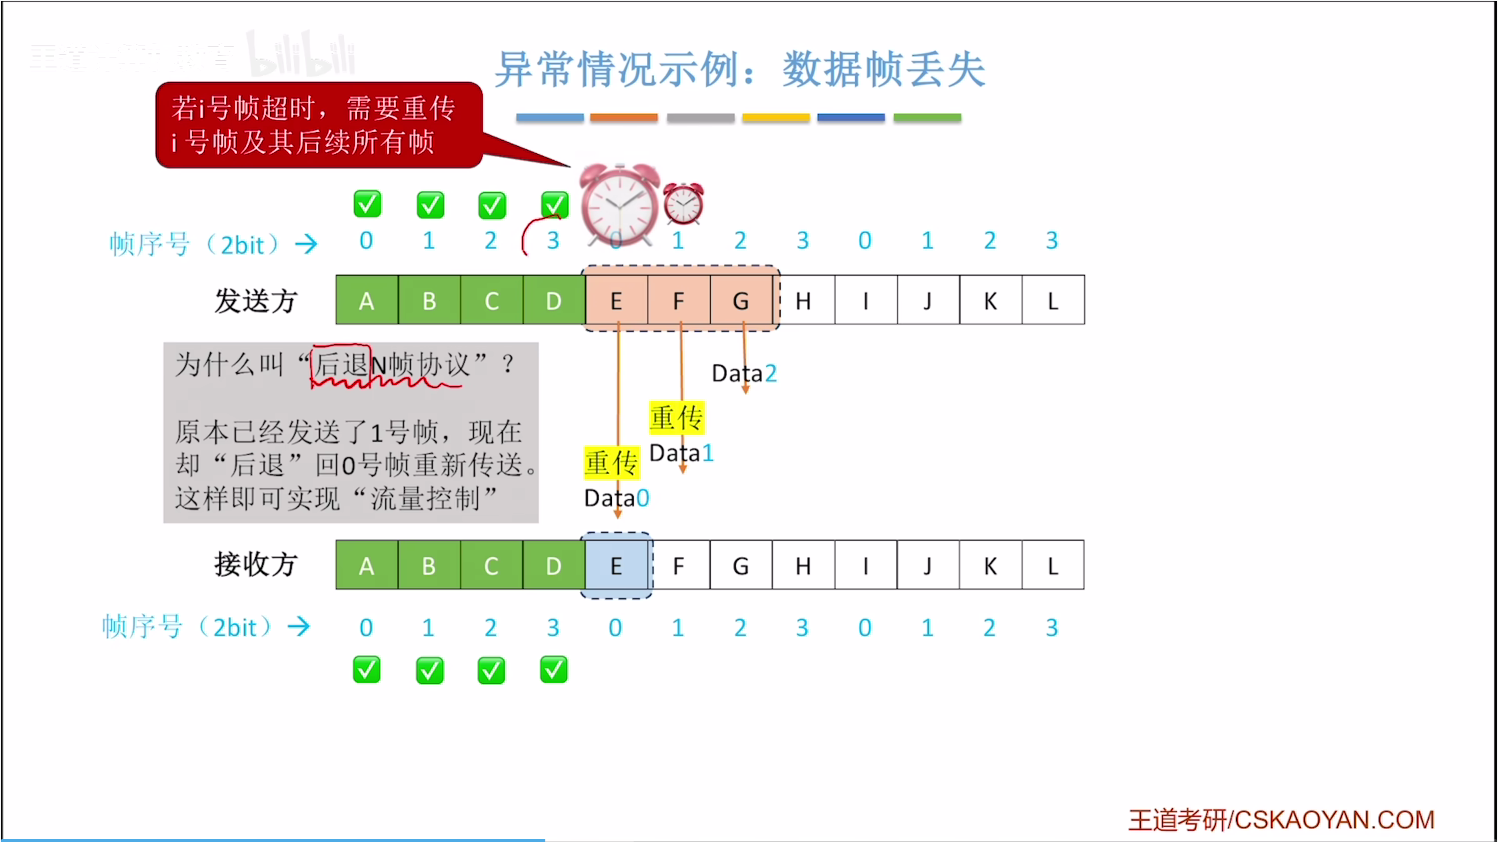 bilibili
异常情况示例：数据帧丢失
若i号帧超时，需要重传
i 号帧及其后续所有帧
帧序号（2bit）→ 0 1 2 3 0 1 2 3 0 1 2 3
发送方 A B C D E F G H I J K L
为什么叫“后退N帧协议”？
原本已经发送了1号帧，现在
却“后退”回0号帧重新传送。
这样即可实现“流量控制”
Data2
重传
Data1
重传
Data0
接收方 A B C D E F G H I J K L
帧序号（2bit）→ 0 1 2 3 0 1 2 3 0 1 2 3
王道考研/CSKAOYAN.COM